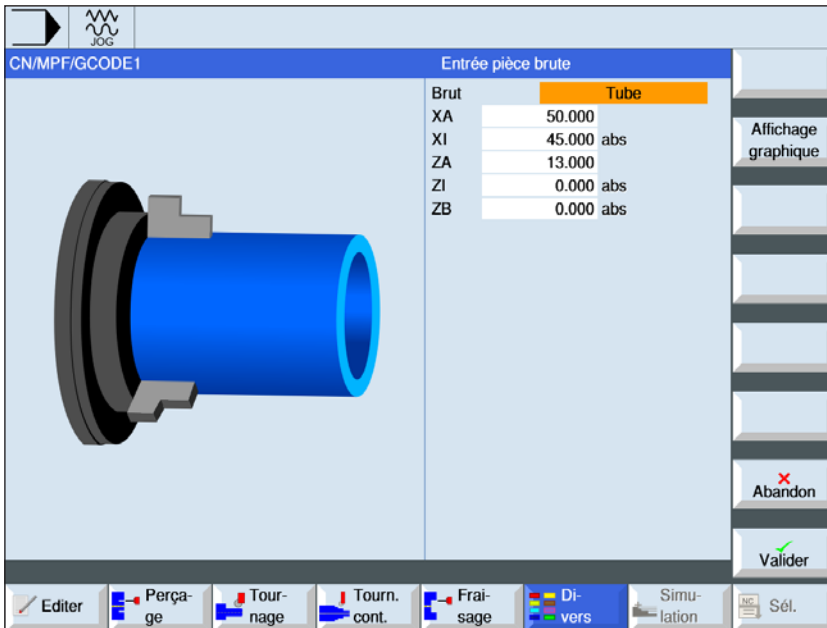 JOG
CN/MPF/GCODE1
Entrée pièce brute
Brut Tube
XA 50.000
XI 45.000 abs
ZA 13.000
ZI 0.000 abs
ZB 0.000 abs
Affichage
graphique
Abandon
Valider
Editer
Perça-
ge
Tour-
nage
Tourn.
cont.
Frai-
sage
Di-
vers
Simu-
lation
NC
Sél.